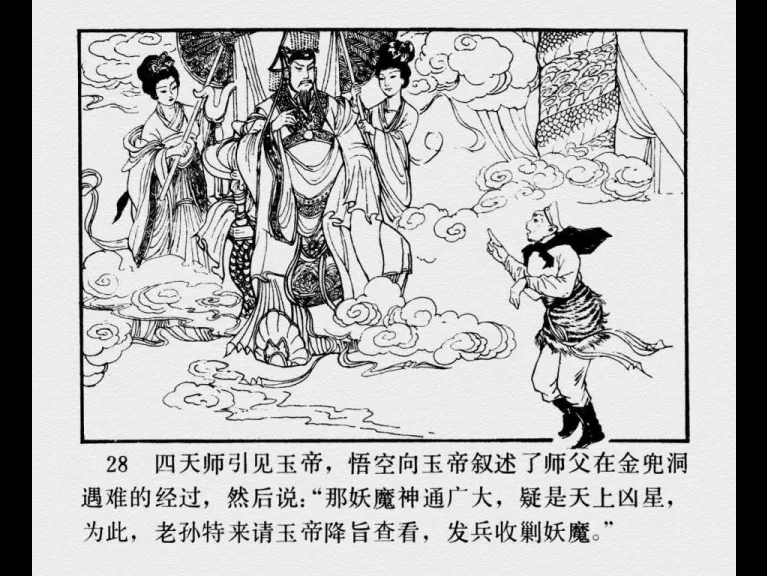 28 四天师引见玉帝，悟空向玉帝叙述了师父在金兜洞
遇难的经过，然后说：“那妖魔神通广大，疑是天上凶星，
为此，老孙特来请玉帝降旨查看，发兵收剿妖魔。”